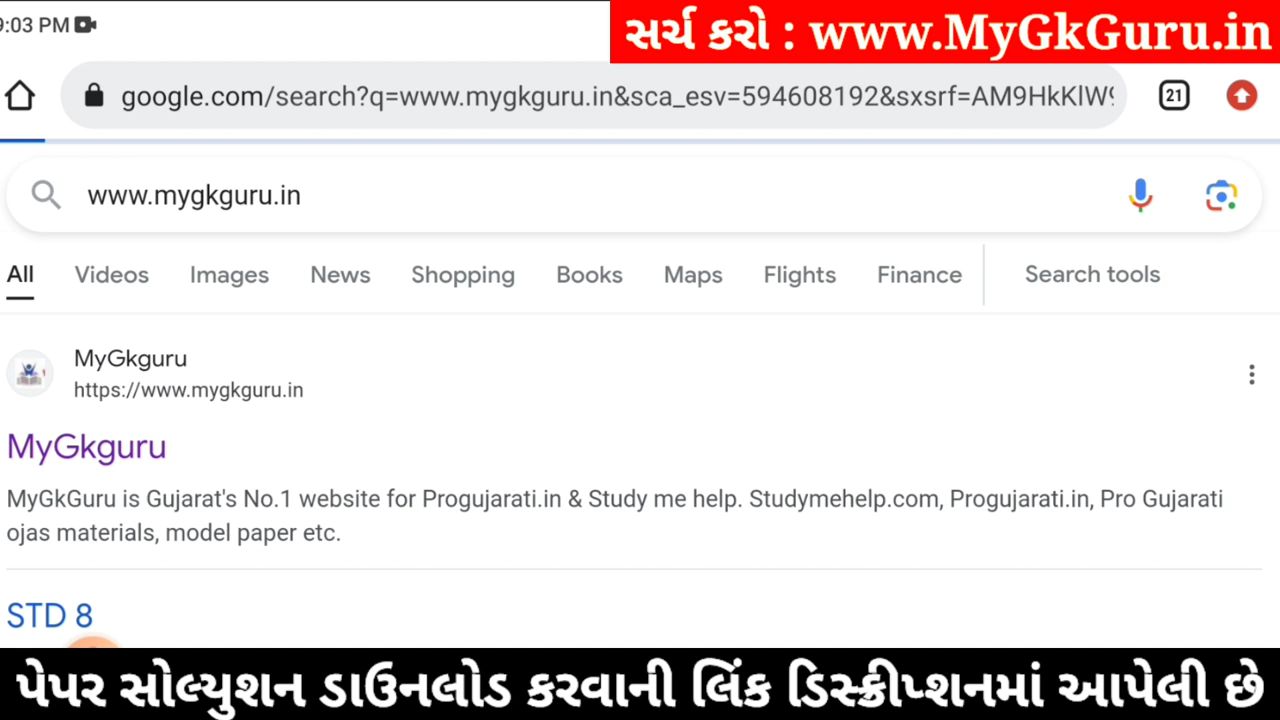 9:03 PM
સર્ચ કરો : www.MyGkGuru.in
google.com/search?q=www.mygkguru.in&sca_esv=594608192&sxsrf=AM9HkKlW9
21
www.mygkguru.in
All Videos Images News Shopping Books Maps Flights Finance Search tools
MyGkguru
https://www.mygkguru.in
MyGkguru
MyGkGuru is Gujarat's No.1 website for Progujarati.in & Study me help. Studymehelp.com, Progujarati.in, Pro Gujarati
ojas materials, model paper etc.
STD 8
પેપર સોલ્યુશન ડાઉનલોડ કરવાની લિંક ડિસ્ક્રીપ્શનમાં આપેલી છે